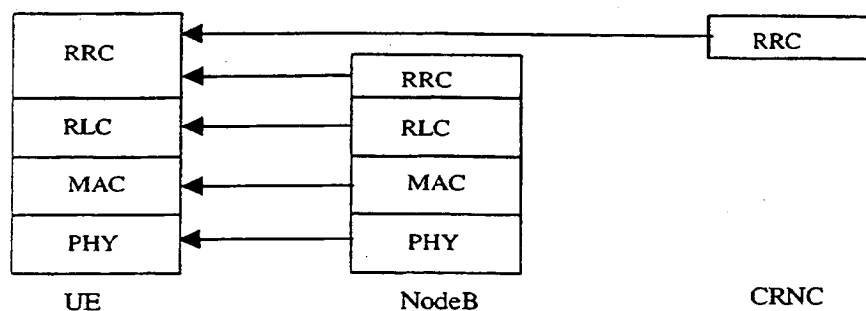 RRC
RRC
RRC
RLC
RLC
MAC
MAC
PHY
PHY
UE
NodeB
CRNC